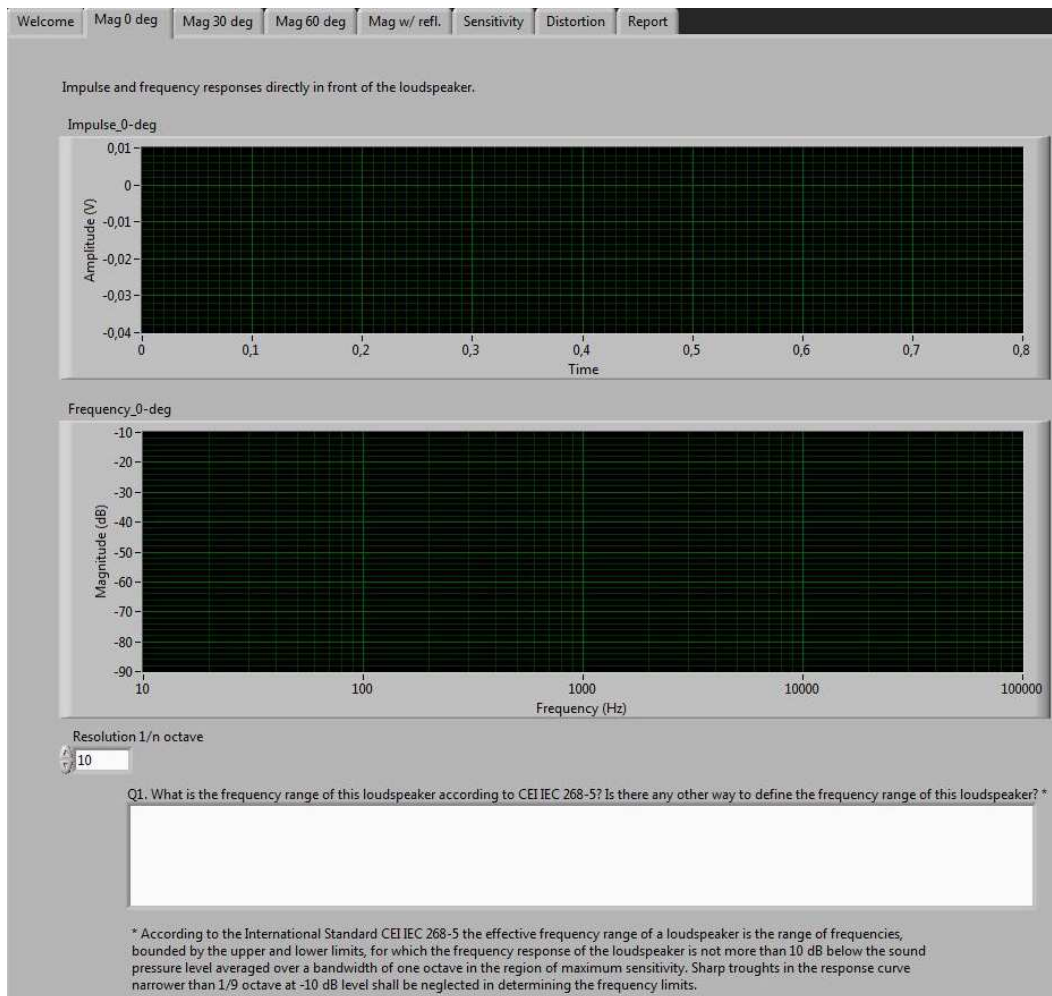 Welcome Mag 0 deg Mag 30 deg Mag 60 deg Mag w/ refl. Sensitivity Distortion Report
Impulse and frequency responses directly in front of the loudspeaker.
Impulse_0-deg
0,01
0
-0,01
-0,02
-0,03
-0,04
Amplitude (V)
0 0,1 0,2 0,3 0,4 0,5 0,6 0,7 0,8
Time
Frequency_0-deg
-10
-20
-30
-40
-50
-60
-70
-80
-90
Magnitude (dB)
10 100 1000 10000 100000
Frequency (Hz)
Resolution 1/n octave
10
Q1. What is the frequency range of this loudspeaker according to CEI IEC 268-5? Is there any other way to define the frequency range of this loudspeaker? *
* According to the International Standard CEI IEC 268-5 the effective frequency range of a loudspeaker is the range of frequencies,
bounded by the upper and lower limits, for which the frequency response of the loudspeaker is not more than 10 dB below the sound
pressure level averaged over a bandwidth of one octave in the region of maximum sensitivity. Sharp troughts in the response curve
narrower than 1/9 octave at -10 dB level shall be neglected in determining the frequency limits.